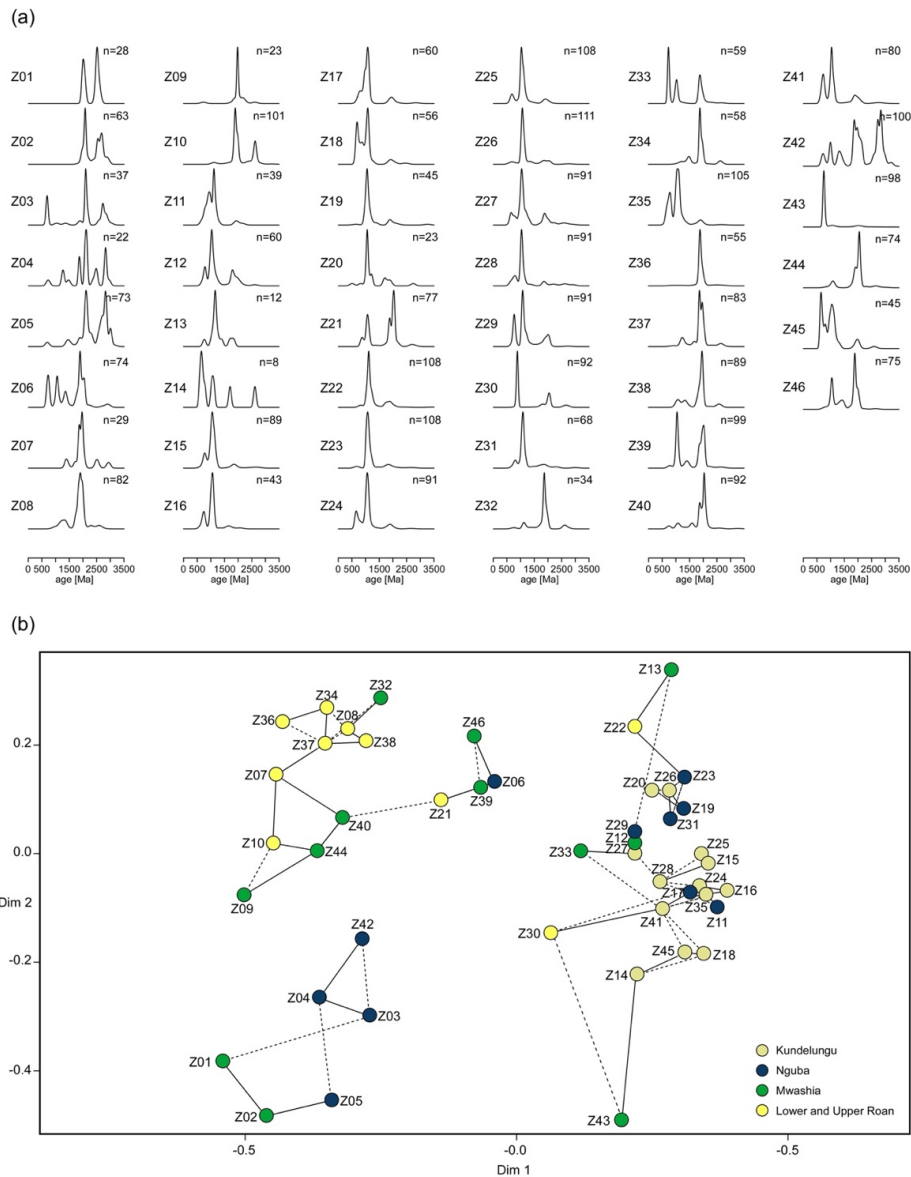 (a)
n=28 n=23 n=60 n=108 n=59 n=80
Z01 Z09 Z17 Z25 Z33 Z41
n=63 n=101 n=56 n=111 n=58 n=100
Z02 Z10 Z18 Z26 Z34 Z42
n=37 n=39 n=45 n=91 n=105 n=98
Z03 Z11 Z19 Z27 Z35 Z43
n=22 n=60 n=23 n=91 n=55 n=74
Z04 Z12 Z20 Z28 Z36 Z44
n=73 n=12 n=77 n=91 n=83 n=45
Z05 Z13 Z21 Z29 Z37 Z45
n=74 n=8 n=108 n=92 n=89 n=75
Z06 Z14 Z22 Z30 Z38 Z46
n=29 n=89 n=108 n=68 n=99
Z07 Z15 Z23 Z31 Z39
n=82 n=43 n=91 n=34 n=92
Z08 Z16 Z24 Z32 Z40
0 500 1500 2500 3500 0 500 1500 2500 3500 0 500 1500 2500 3500 0 500 1500 2500 3500 0 500 1500 2500 3500 0 500 1500 2500 3500
age [Ma] age [Ma] age [Ma] age [Ma] age [Ma] age [Ma]
(b)
Z13
Z32
Z34
Z36 Z08 Z46 Z22
0.2
Z37 Z38
Z07 Z06 Z20 Z26 Z23
Z21 Z39 Z19
Z40 Z29 Z31
Z10 Z12
0.0 Z44 Z33 Z27 Z25
Z28 Z15
Z09 Z24
Z17 Z16
Dim 2 Z35
Z41 Z11
Z42 Z30
-0.2 Z45 Z18
Z04 Z14
Z03
Z01
-0.4 Kundelungu
Z05 Nguba
Z02 Z43 Mwashia
Lower and Upper Roan
-0.5 -0.0 -0.5
Dim 1